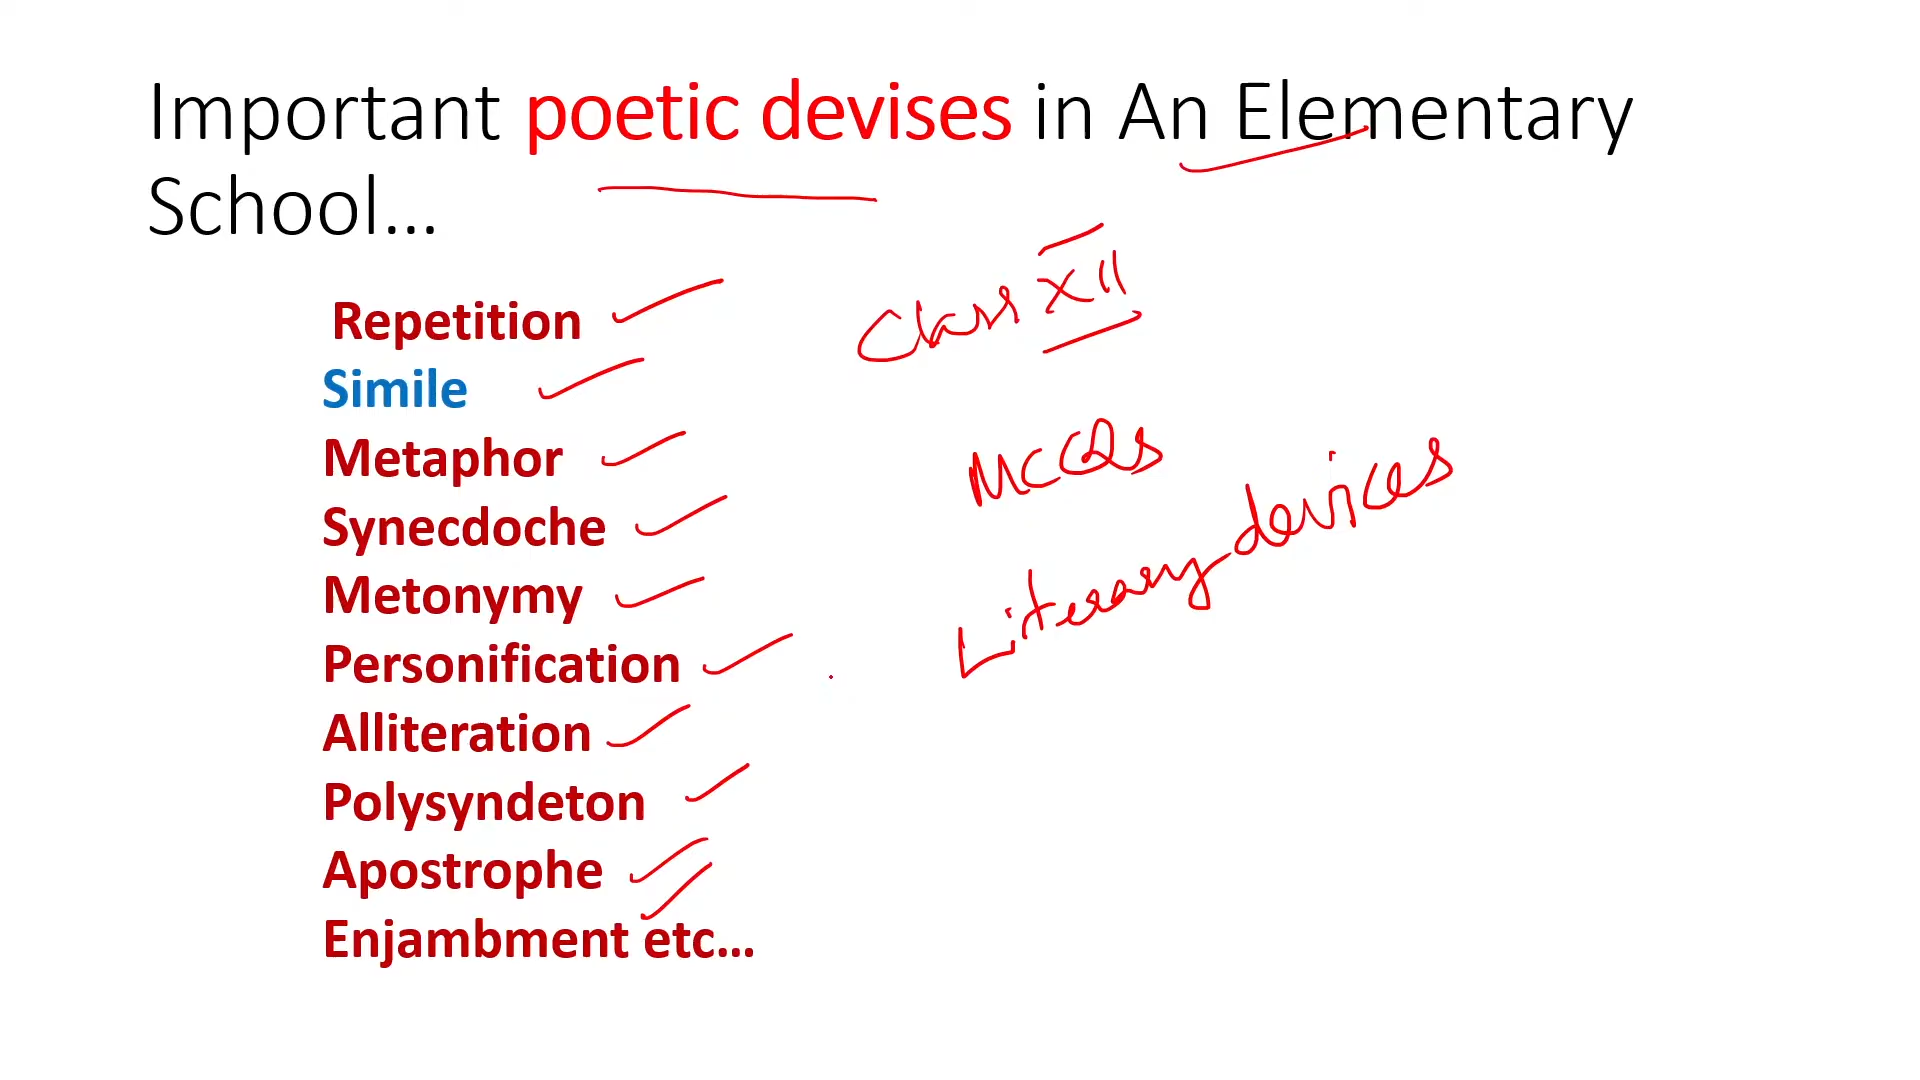 Important poetic devises in An Elementary
School...
Repetition
Class XII
Simile
Metaphor
MCQs
Synecdoche
Literary devices
Metonymy
Personification
Alliteration
Polysyndeton
Apostrophe
Enjambment etc...